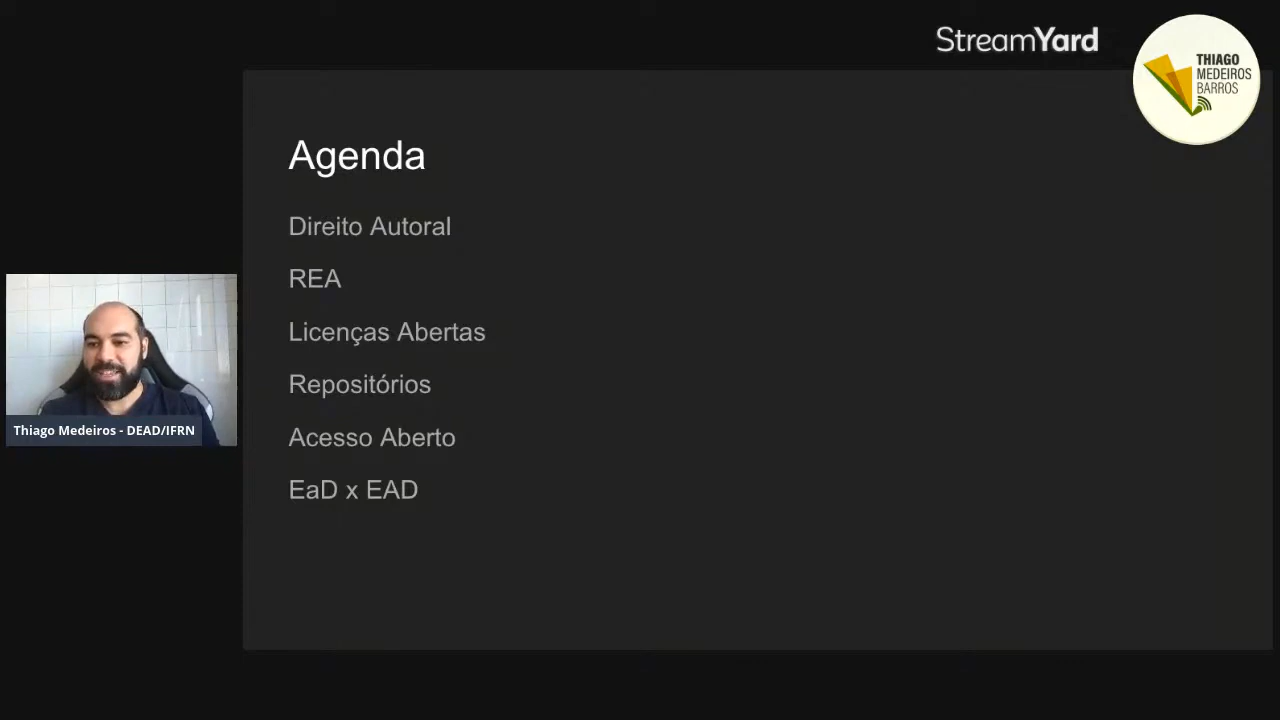 StreamYard
THIAGO
MEDEIROS
BARROS
Agenda
Direito Autoral
REA
Licenças Abertas
Repositórios
Acesso Aberto
EaD x EAD
Thiago Medeiros - DEAD/IFRN